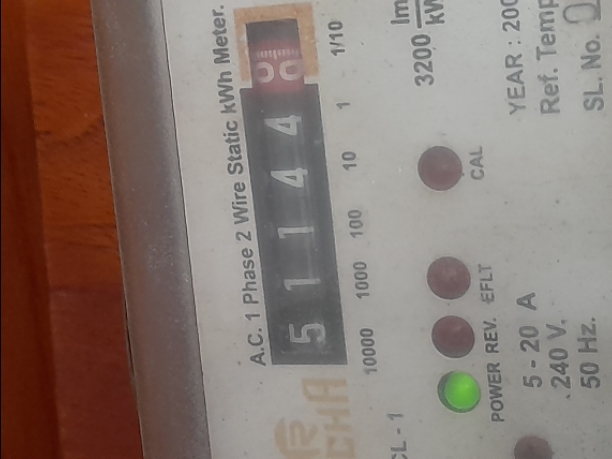 A.C. 1 Phase 2 Wire Static kWh Meter.
5 1 1 4 4
10000 1000 100 10 1 1/10
CAL
EFLT
REV.
POWER
3200
5 - 20 A
240 V.
50 Hz.
CL - 1
YEAR : 200
Ref. Temp
SL. No.